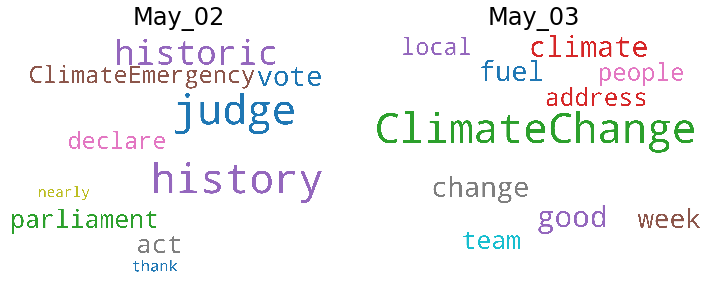 May_02
historic
ClimateEmergency
vote
judge
declare
history
nearly
parliament
act
thank
May_03
local
climate
fuel
people
address
ClimateChange
change
good
week
team